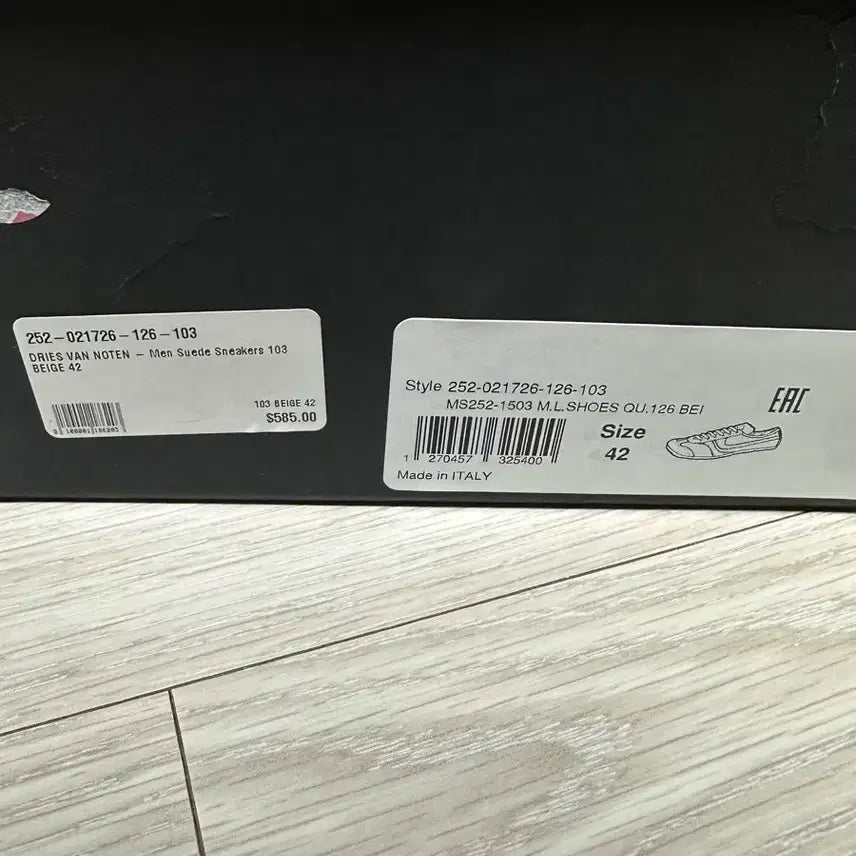 252-021726-126-103
DRIES VAN NOTEN - Men Suede Sneakers 103
BEIGE 42
103 BEIGE 42
$585.00
Style 252-021726-126-103
MS252-1503 M.L.SHOES QU.126 BEI
EAC
Size
42
1 270457 325400
Made in ITALY